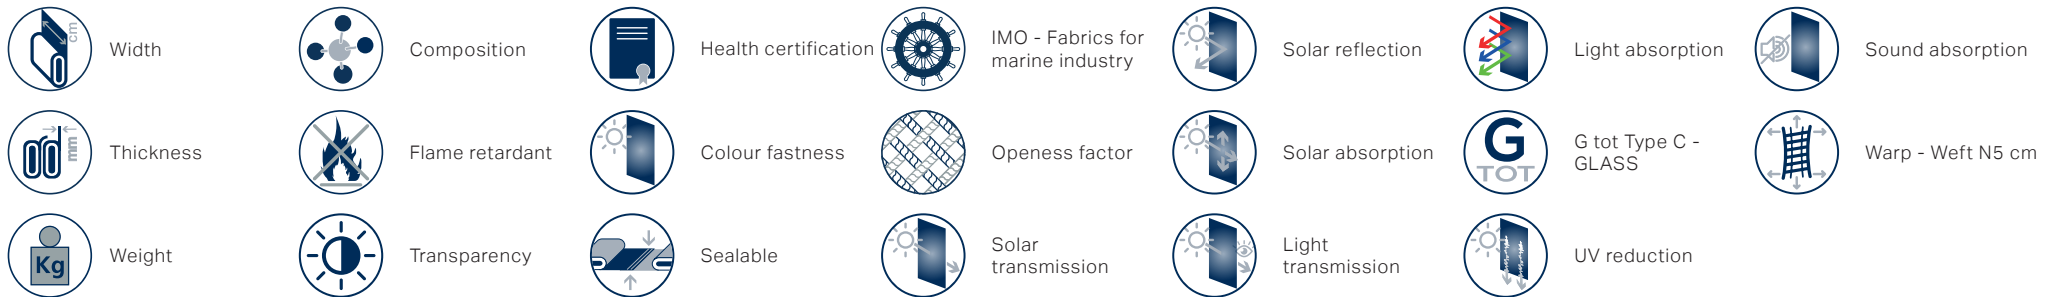 cm
Width
Composition
Health certification
IMO - Fabrics for
marine industry
Solar reflection
Light absorption
Sound absorption
mm
Thickness
Flame retardant
Colour fastness
Openess factor
Solar absorption
G
TOT
G tot Type C -
GLASS
Warp - Weft N5 cm
Kg
Weight
Transparency
Sealable
Solar
transmission
Light
transmission
UV reduction